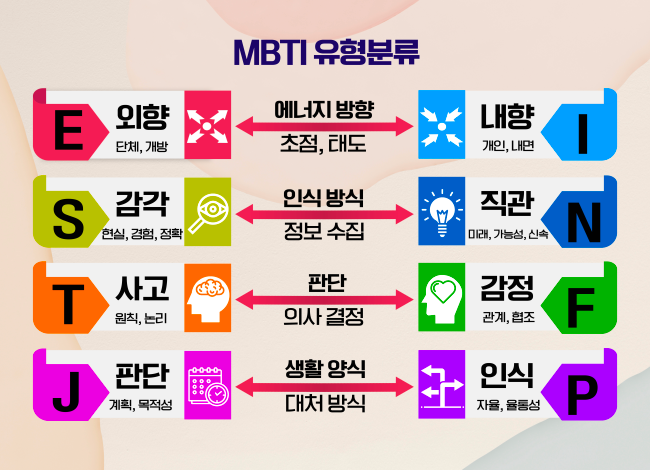 MBTI 유형분류
E 외향 에너지 방향 내향 I
단체, 개방 초점, 태도 개인, 내면
S 감각 인식 방식 직관 N
현실, 경험, 정확 정보 수집 미래, 가능성, 신속
T 사고 판단 감정 F
원칙, 논리 의사 결정 관계, 협조
J 판단 생활 양식 인식 P
계획, 목적성 대처 방식 자율, 율통성